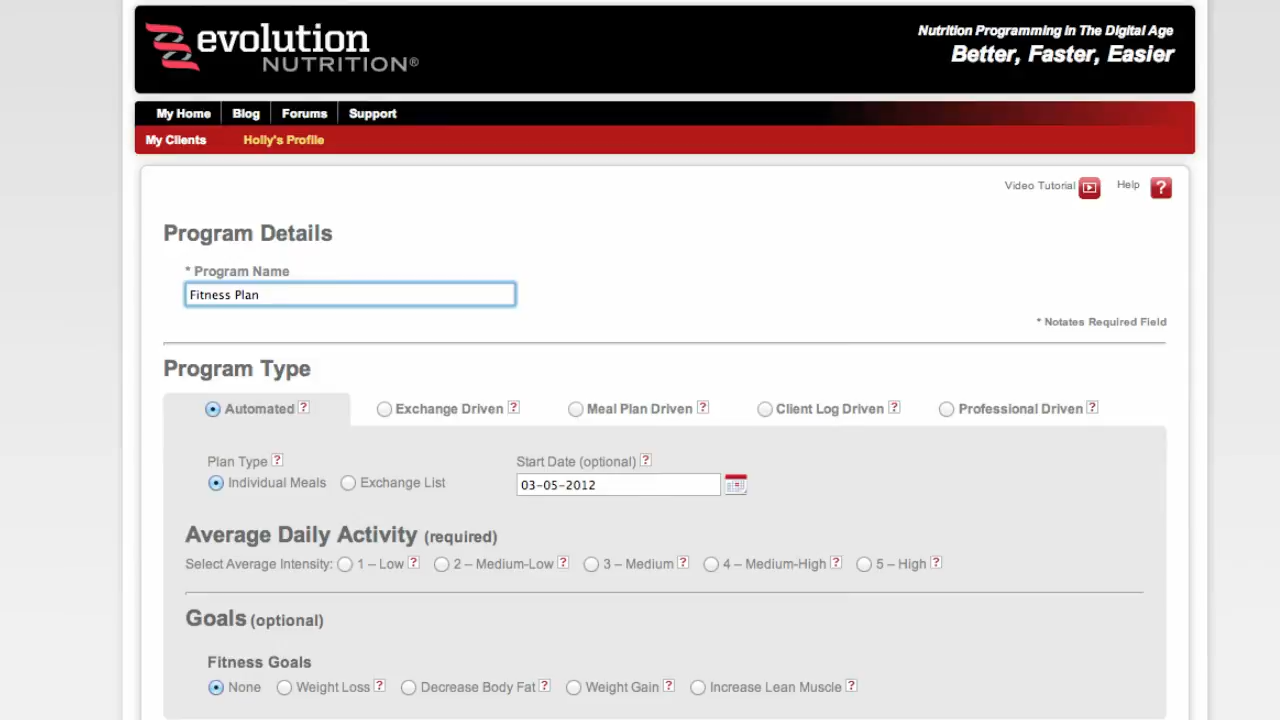 evolution
NUTRITION®
Nutrition Programming In The Digital Age
Better, Faster, Easier
My Home Blog Forums Support
My Clients Holly's Profile
Video Tutorial Help ?
Program Details
* Program Name
Fitness Plan
* Notates Required Field
Program Type
Automated ? Exchange Driven ? Meal Plan Driven ? Client Log Driven ? Professional Driven ?
Plan Type ? Start Date (optional) ?
Individual Meals Exchange List 03-05-2012
Average Daily Activity (required)
Select Average Intensity: 1 – Low ? 2 – Medium-Low ? 3 – Medium ? 4 – Medium-High ? 5 – High ?
Goals (optional)
Fitness Goals
None Weight Loss ? Decrease Body Fat ? Weight Gain ? Increase Lean Muscle ?